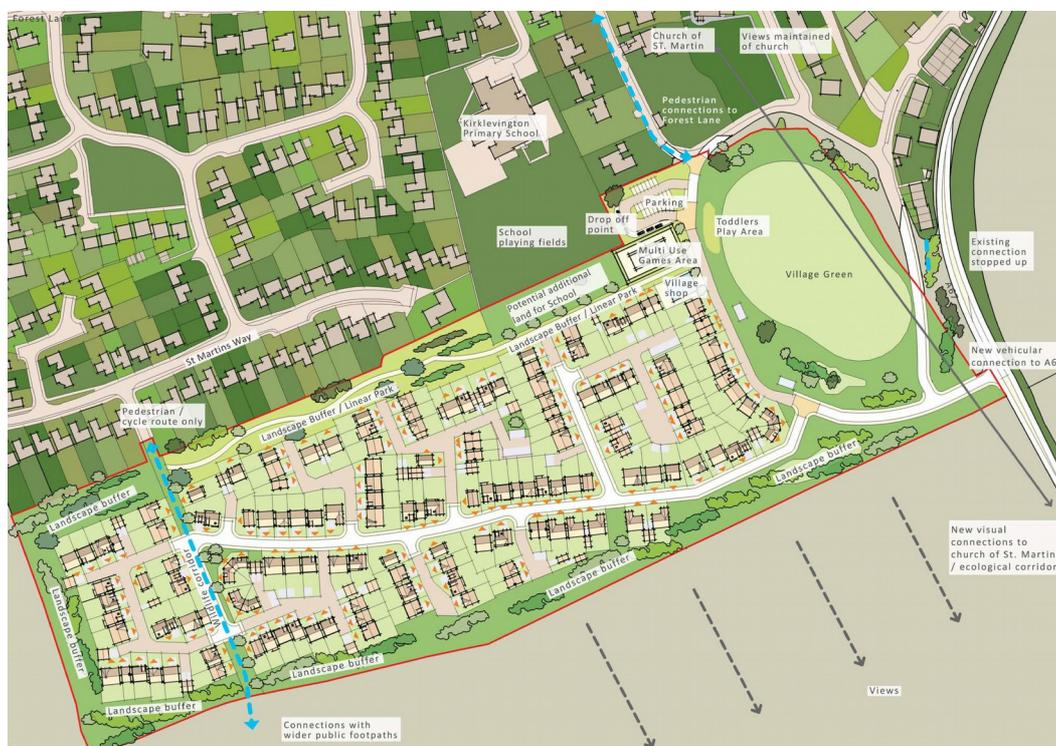 Forest Lane
Church of
ST. Martin
Views maintained
of church
Pedestrian
connections to
Forest Lane
Kirklevington
Primary School
Parking
Drop off
point
School
playing fields
Toddlers
Play Area
Multi Use
Games Area
Existing
connection
stopped up
Village Green
Village
shop
Potential additional
land for School
Landscape Buffer / Linear Park
St Martins Way
New vehicular
connection to A6
Landscape Buffer / Linear Park
Pedestrian /
cycle route only
Landscape buffer
Landscape buffer
New visual
connections to
church of St. Martin
/ ecological corridor
Wildlife corridor
Landscape buffer
Landscape buffer
Landscape buffer
Landscape buffer
Views
Connections with
wider public footpaths